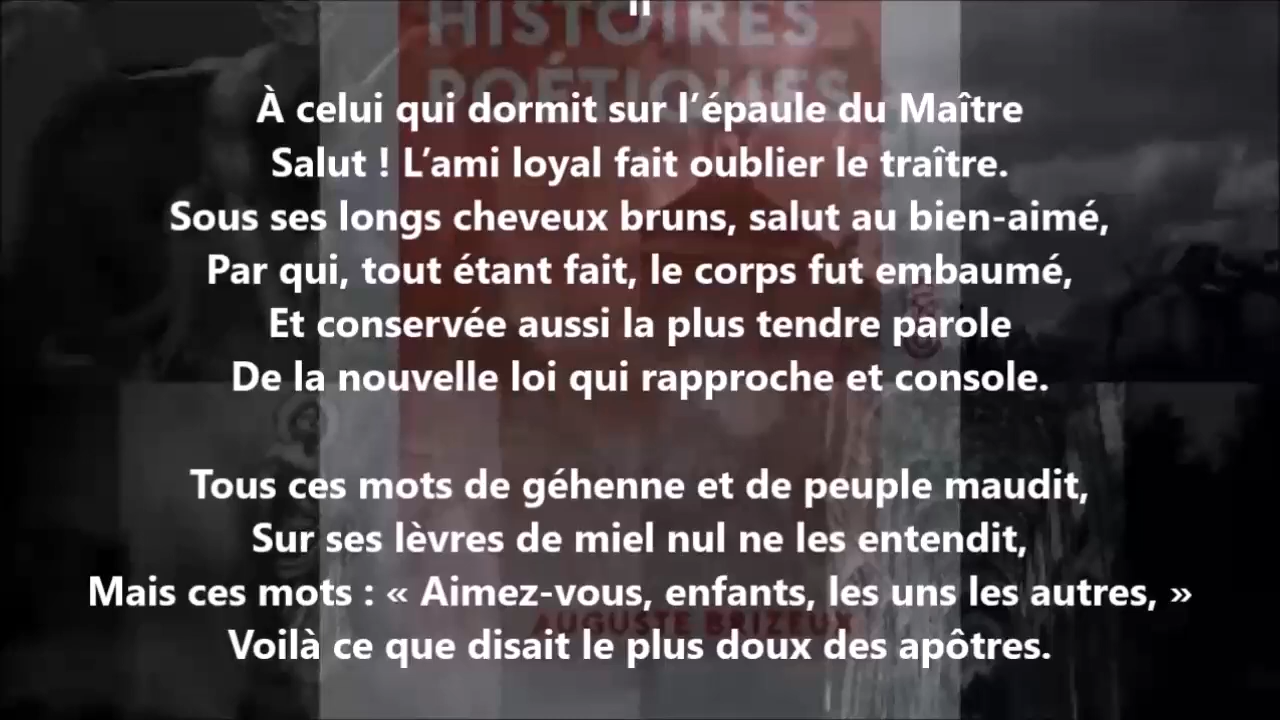 HISTOIRES
POÉTIQUES
"
À celui qui dormit sur l’épaule du Maître
Salut ! L’ami loyal fait oublier le traître.
Sous ses longs cheveux bruns, salut au bien-aimé,
Par qui, tout étant fait, le corps fut embaumé,
Et conservée aussi la plus tendre parole
De la nouvelle loi qui rapproche et console.
Tous ces mots de géhenne et de peuple maudit,
Sur ses lèvres de miel nul ne les entendit,
Mais ces mots : « Aimez-vous, enfants, les uns les autres, »
AUGUSTE BRIZEUX
Voilà ce que disait le plus doux des apôtres.